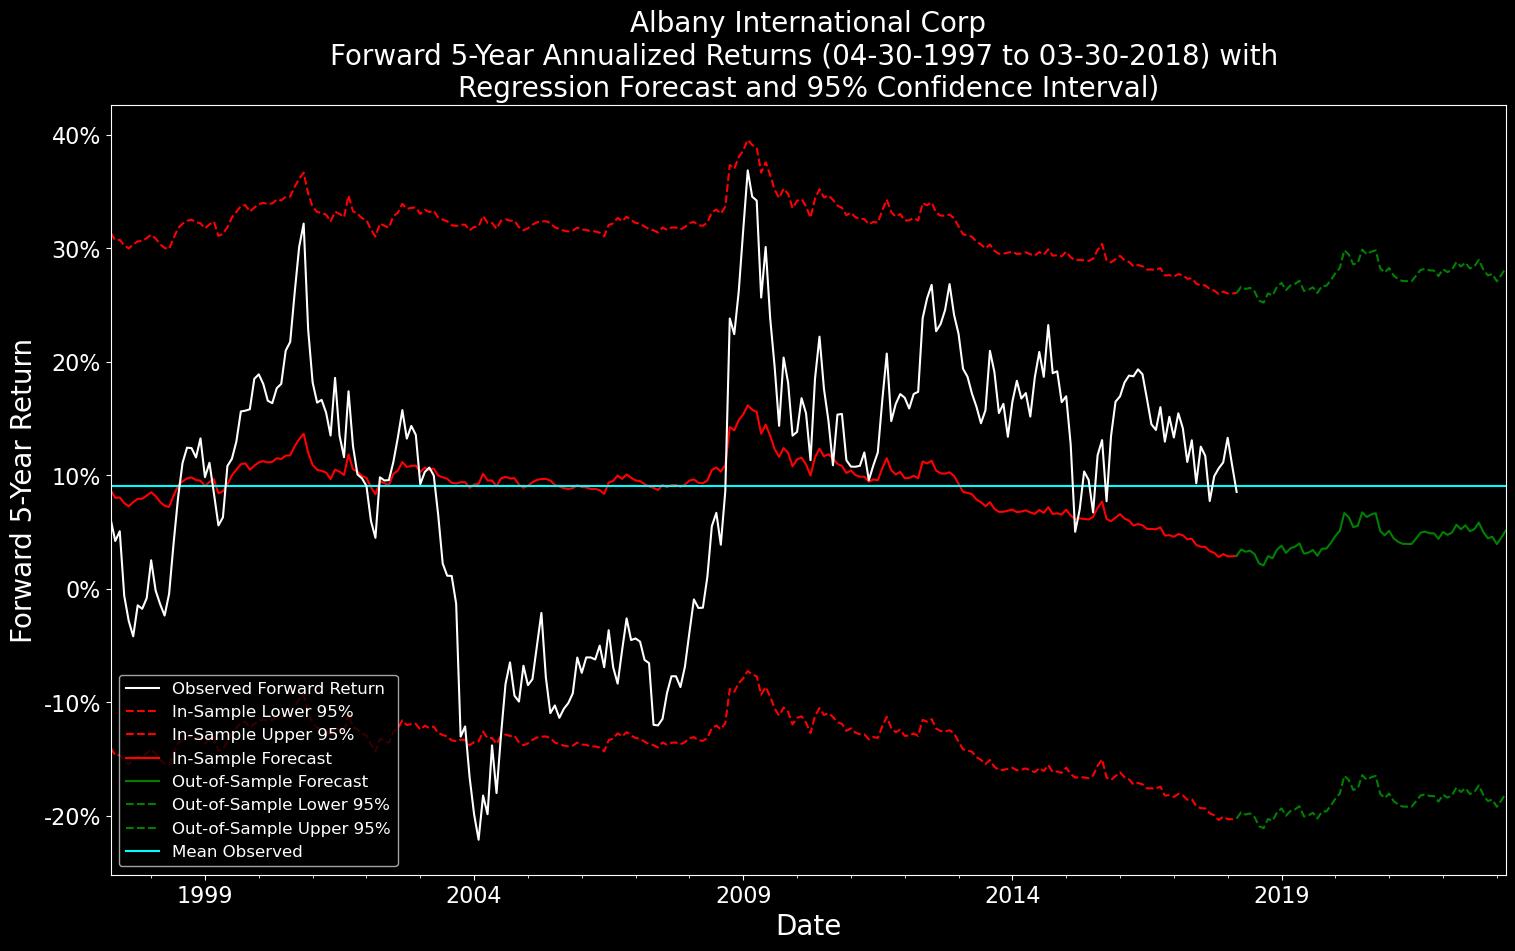 Albany International Corp
Forward 5-Year Annualized Returns (04-30-1997 to 03-30-2018) with
Regression Forecast and 95% Confidence Interval)
Forward 5-Year Return
40%
30%
20%
10%
0%
-10%
-20%
Observed Forward Return
In-Sample Lower 95%
In-Sample Upper 95%
In-Sample Forecast
Out-of-Sample Forecast
Out-of-Sample Lower 95%
Out-of-Sample Upper 95%
Mean Observed
1999 2004 2009 2014 2019
Date